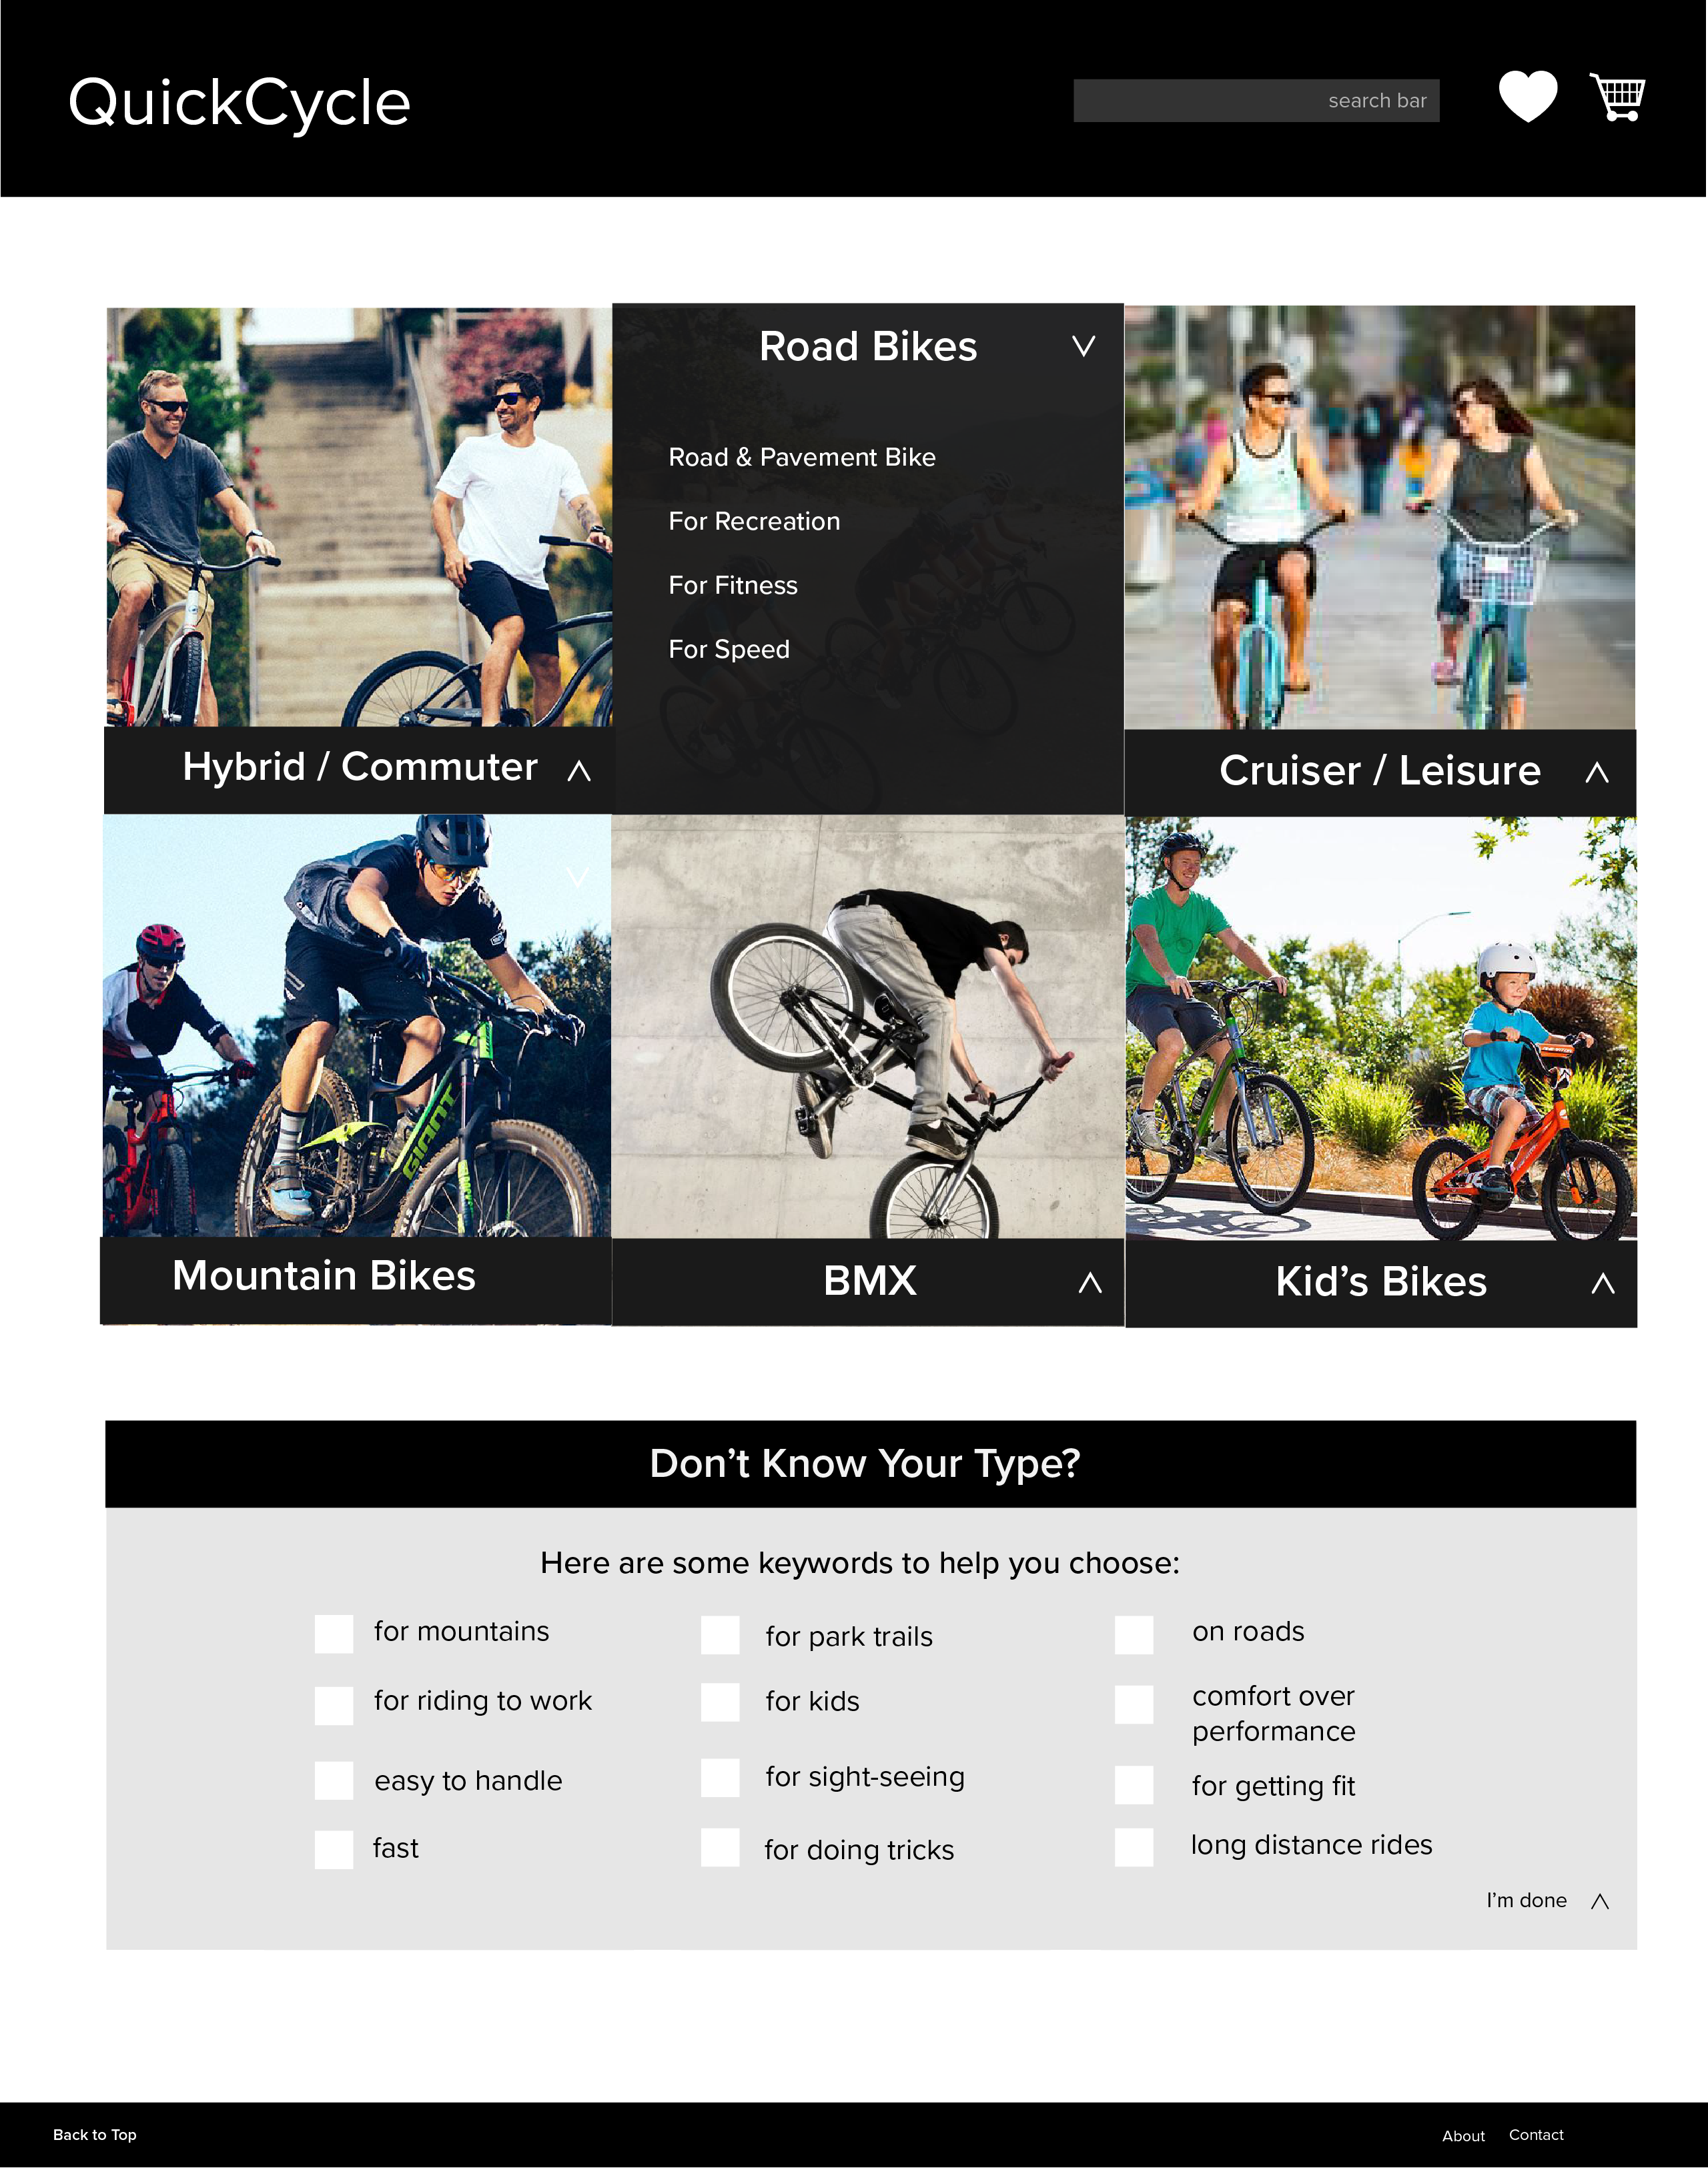 QuickCycle
search bar
Road Bikes
Road & Pavement Bike
For Recreation
For Fitness
For Speed
Hybrid / Commuter
Cruiser / Leisure
GIANT
Mountain Bikes
BMX
Kid’s Bikes
Don’t Know Your Type?
Here are some keywords to help you choose:
for mountains
for park trails
on roads
for riding to work
for kids
comfort over
performance
easy to handle
for sight-seeing
for getting fit
fast
for doing tricks
long distance rides
I’m done
Back to Top
About
Contact